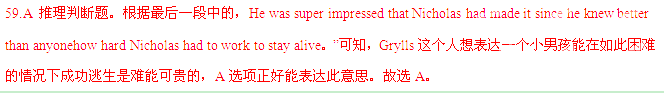 59.A 推理判断题。根据最后一段中的，He was super impressed that Nicholas had made it since he knew better
than anyonehow hard Nicholas had to work to stay alive。”可知，Grylls 这个人想表达一个小男孩能在如此困难
的情况下成功逃生是难能可贵的，A 选项正好能表达此意思。故选 A。